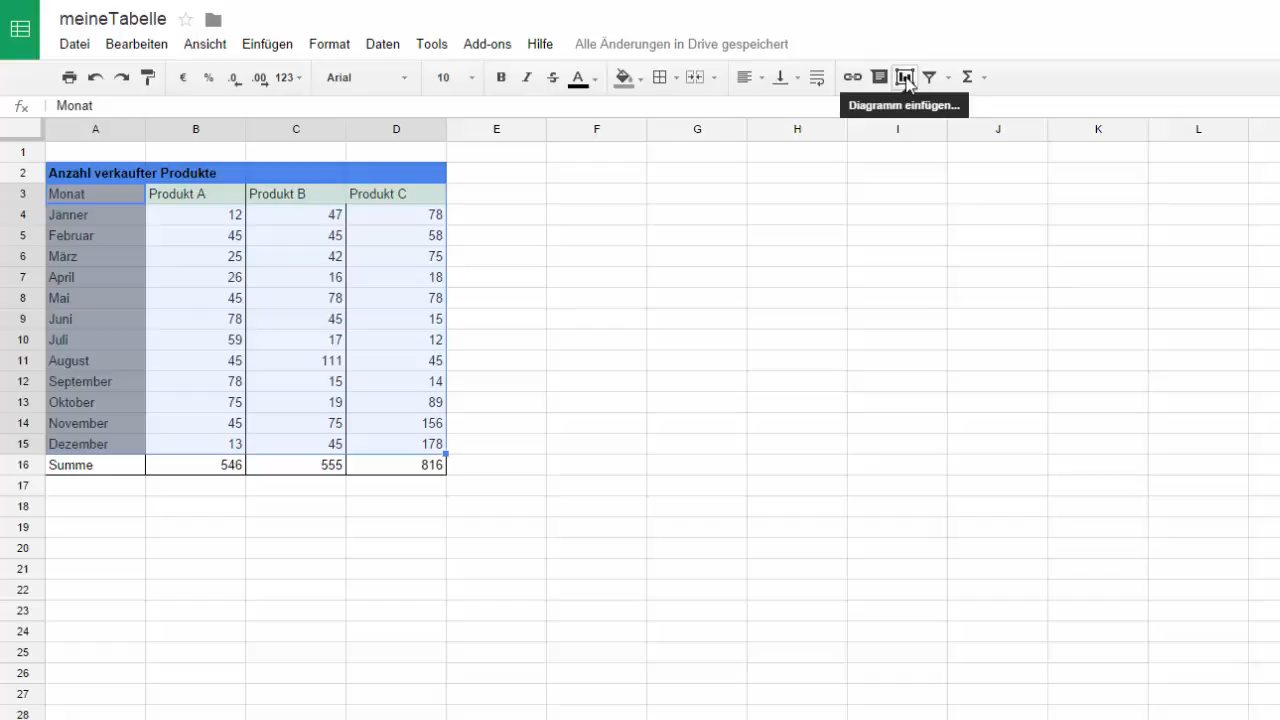 meineTabelle
Datei Bearbeiten Ansicht Einfügen Format Daten Tools Add-ons Hilfe Alle Änderungen in Drive gespeichert
€ % .0 .00 123 Arial 10 B I S A Σ
fx Monat
Diagramm einfügen...
A B C D E F G H I J K L
1
2 Anzahl verkaufter Produkte
3 Monat Produkt A Produkt B Produkt C
4 Jänner 12 47 78
5 Februar 45 45 58
6 März 25 42 75
7 April 26 16 18
8 Mai 45 78 78
9 Juni 78 45 15
10 Juli 59 17 12
11 August 45 111 45
12 September 78 15 14
13 Oktober 75 19 89
14 November 45 75 156
15 Dezember 13 45 178
16 Summe 546 555 816
17
18
19
20
21
22
23
24
25
26
27
28